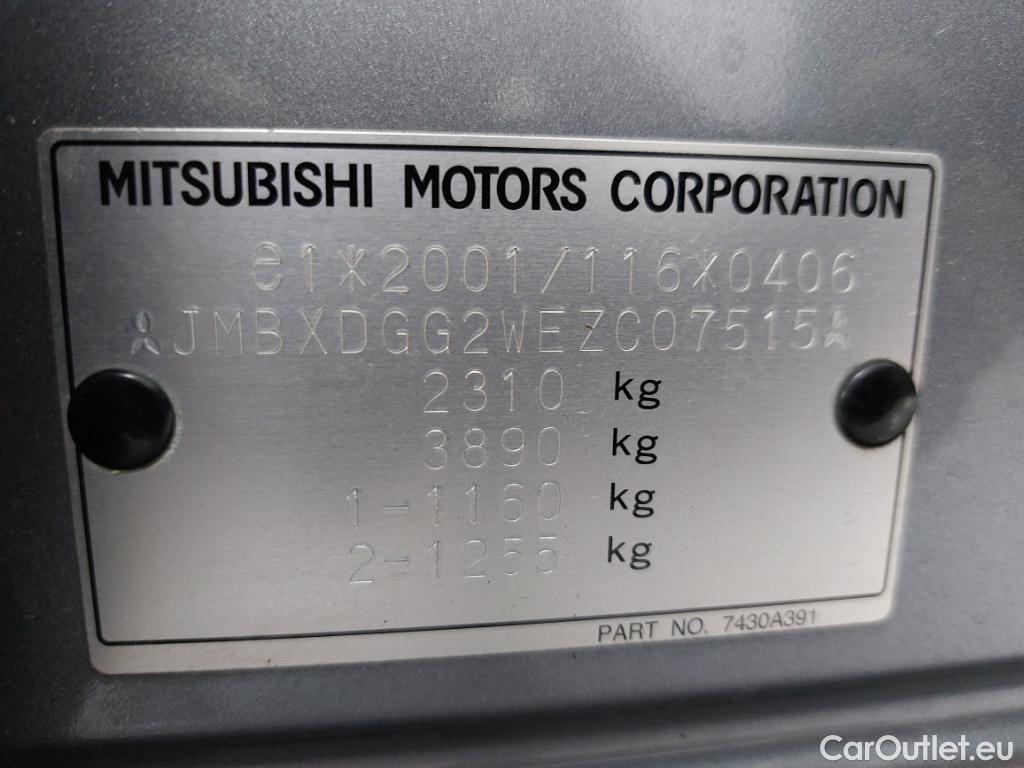 MITSUBISHI MOTORS CORPORATION
e1*2001/116*0406
JMBXDGG2WEZC07515
2310 kg
3890 kg
1-1160 kg
2-1255 kg
PART NO. 7430A391
CarOutlet.eu